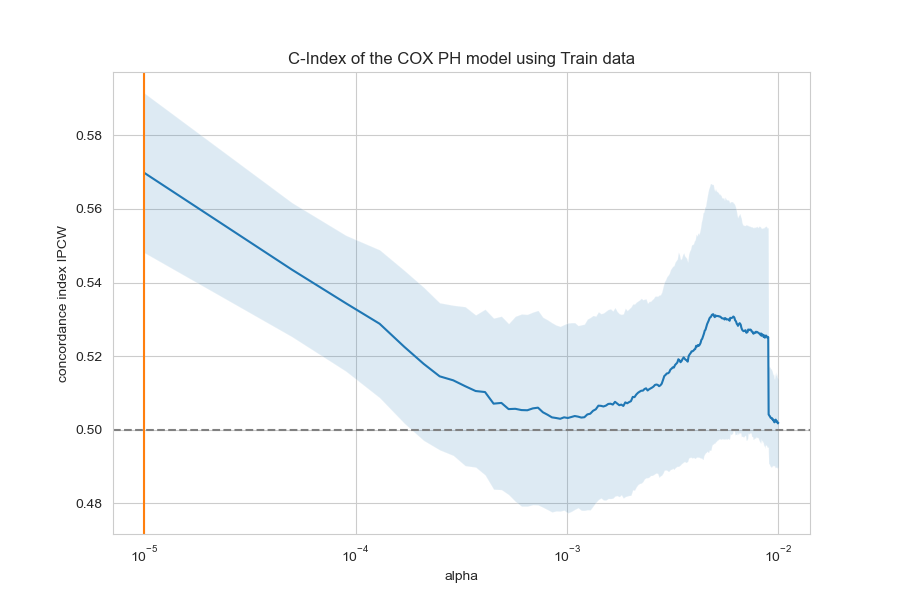 C-Index of the COX PH model using Train data
concordance index IPCW
0.58
0.56
0.54
0.52
0.50
0.48
10⁻⁵ 10⁻⁴ 10⁻³ 10⁻²
alpha